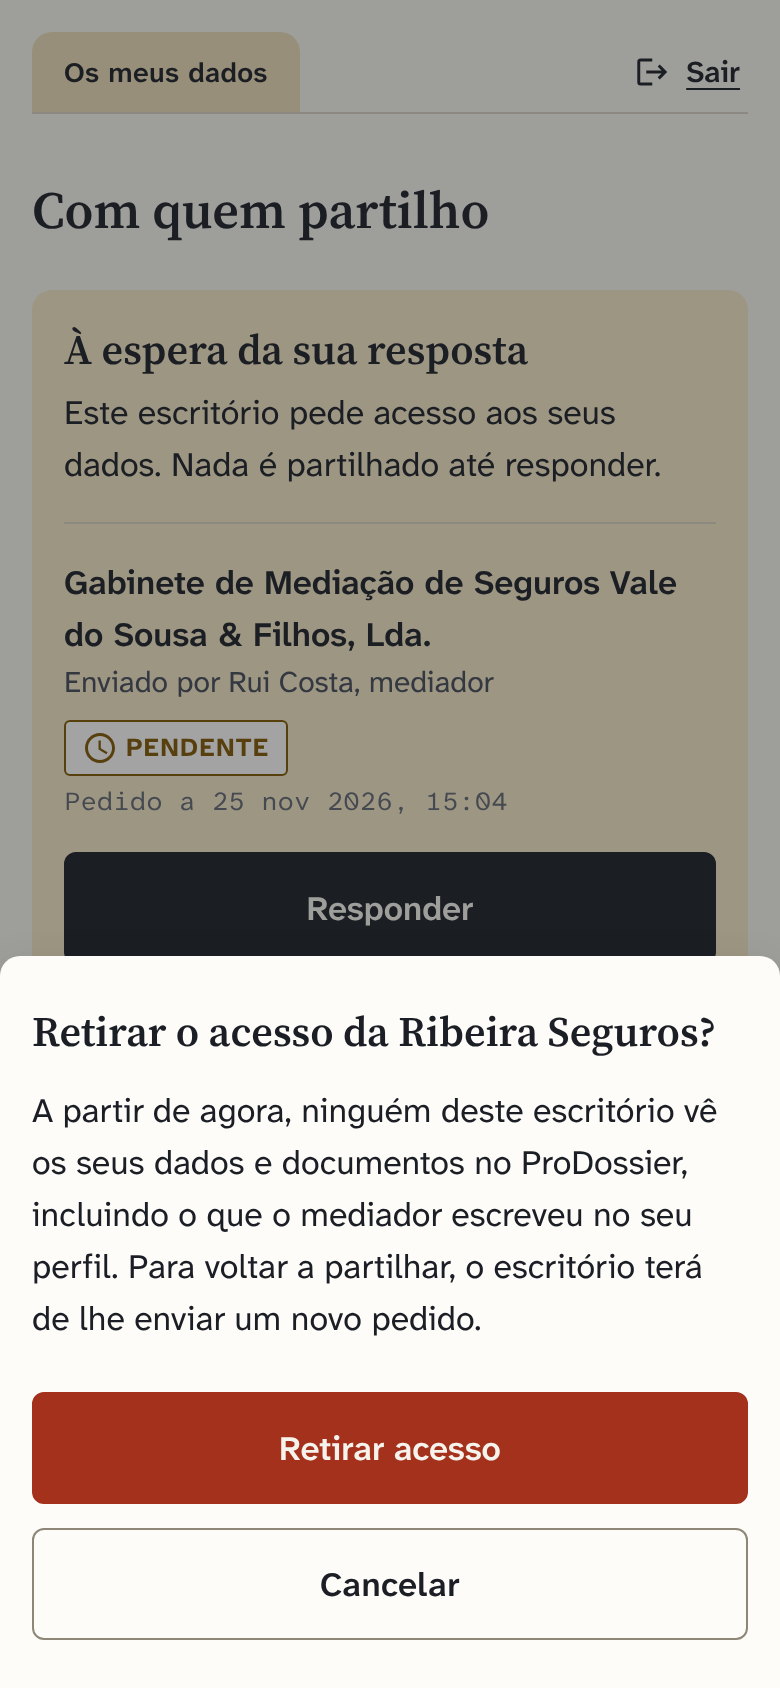 Os meus dados
Sair
Com quem partilho
À espera da sua resposta
Este escritório pede acesso aos seus
dados. Nada é partilhado até responder.
Gabinete de Mediação de Seguros Vale
do Sousa & Filhos, Lda.
Enviado por Rui Costa, mediador
PENDENTE
Pedido a 25 nov 2026, 15:04
Responder
Retirar o acesso da Ribeira Seguros?
A partir de agora, ninguém deste escritório vê
os seus dados e documentos no ProDossier,
incluindo o que o mediador escreveu no seu
perfil. Para voltar a partilhar, o escritório terá
de lhe enviar um novo pedido.
Retirar acesso
Cancelar